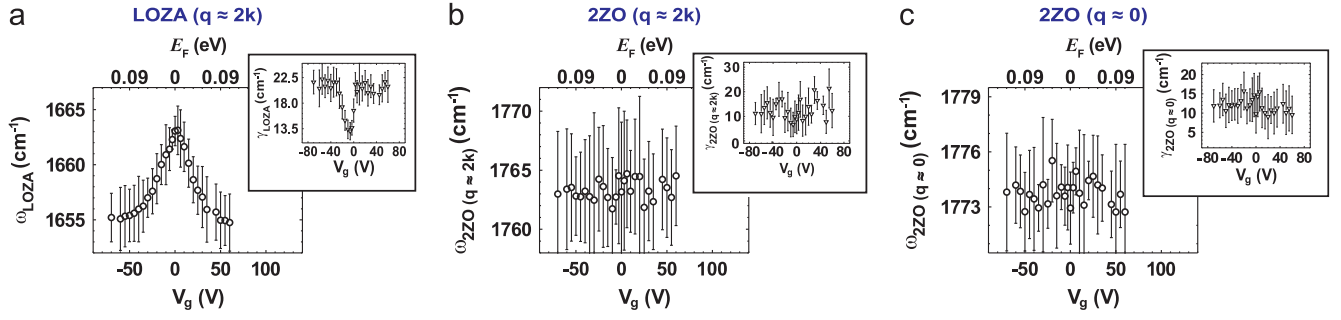 a
LOZA (q ≈ 2k)
E_F (eV)
0.09 0 0.09
1665
1660
1655
ω_LOZA (cm⁻¹)
-50 0 50 100
V_g (V)
22.5
18.0
13.5
γ_LOZA (cm⁻¹)
-80 -40 0 40 80
V_g (V)
b
2ZO (q ≈ 2k)
E_F (eV)
0.09 0 0.09
1770
1765
1760
ω_2ZO (q ≈ 2k) (cm⁻¹)
-50 0 50 100
V_g (V)
30
20
10
0
γ_2ZO (q ≈ 2k) (cm⁻¹)
-80 -40 0 40 80
V_g (V)
c
2ZO (q ≈ 0)
E_F (eV)
0.09 0 0.09
1779
1776
1773
ω_2ZO (q ≈ 0) (cm⁻¹)
-50 0 50 100
V_g (V)
20
15
10
5
γ_2ZO (q ≈ 0) (cm⁻¹)
-80 -40 0 40 80
V_g (V)